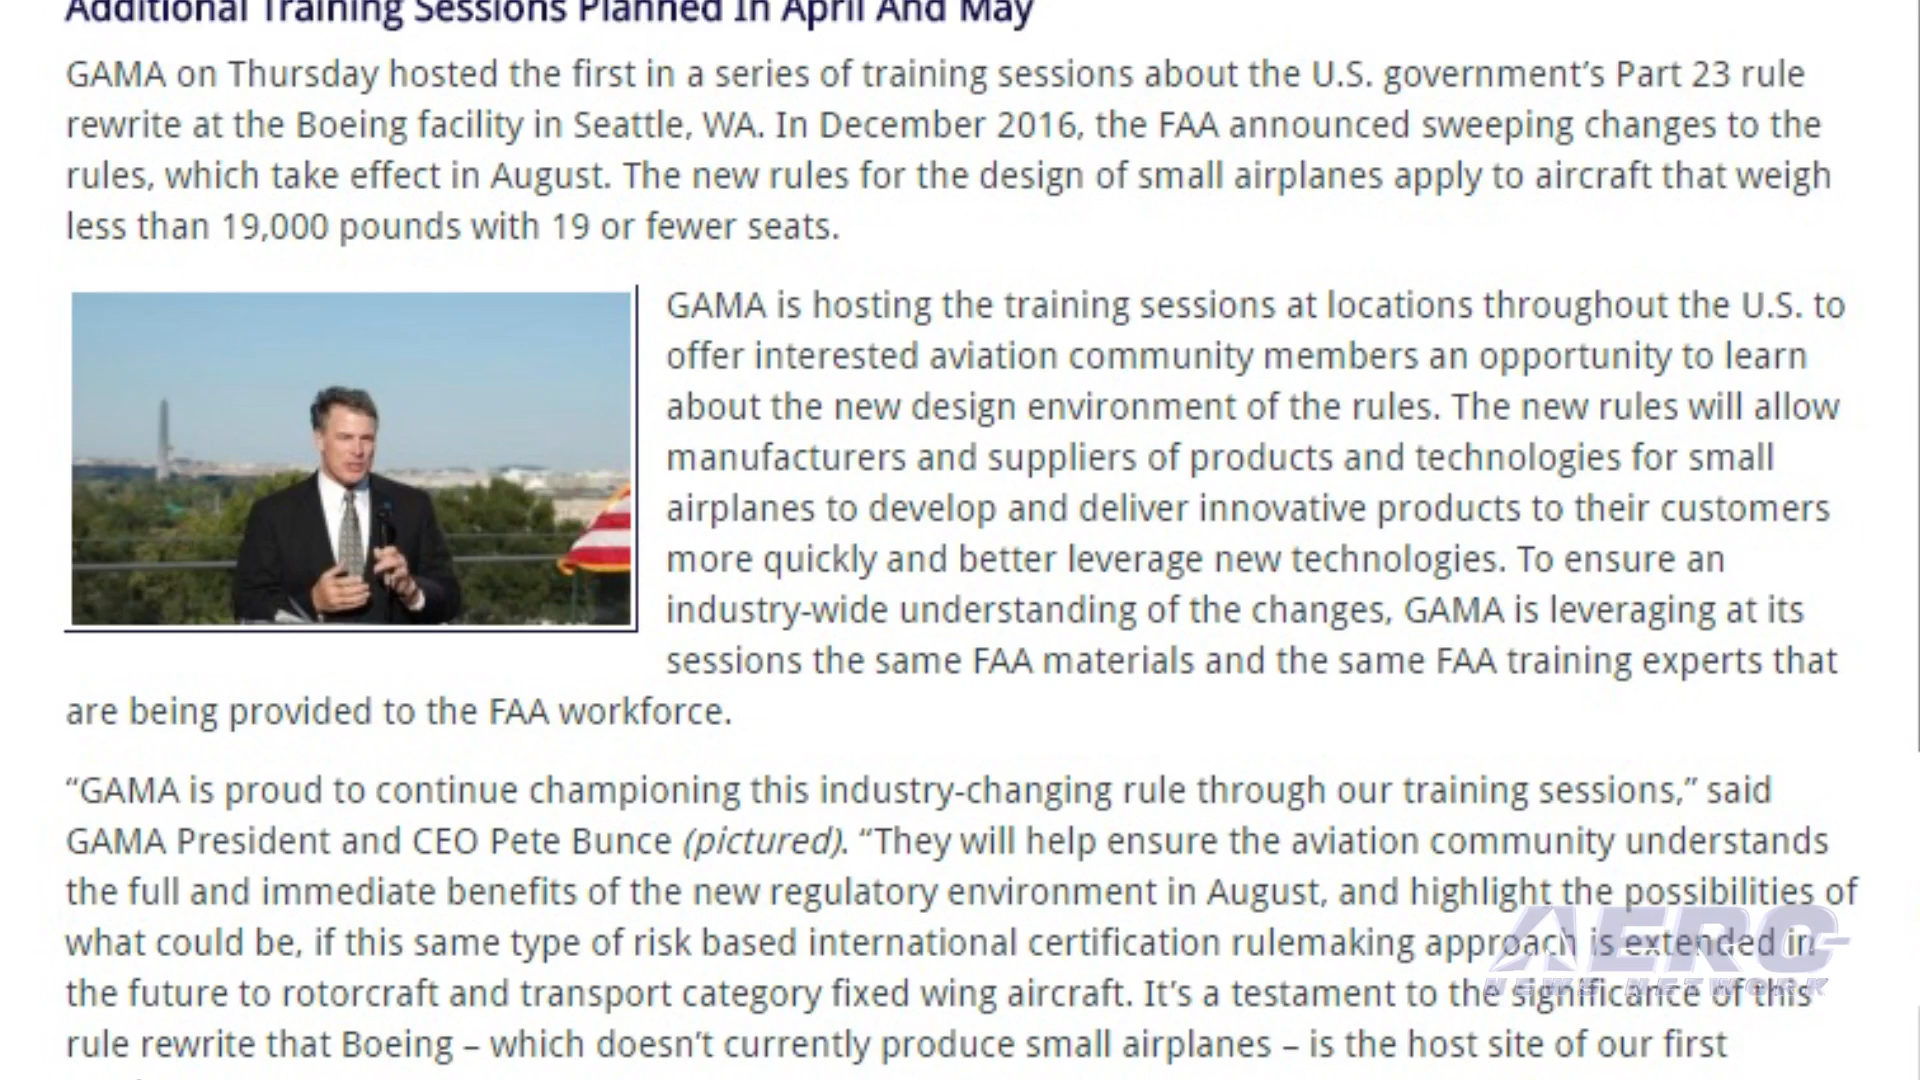 Additional Training Sessions Planned In April And May
GAMA on Thursday hosted the first in a series of training sessions about the U.S. government’s Part 23 rule
rewrite at the Boeing facility in Seattle, WA. In December 2016, the FAA announced sweeping changes to the
rules, which take effect in August. The new rules for the design of small airplanes apply to aircraft that weigh
less than 19,000 pounds with 19 or fewer seats.
GAMA is hosting the training sessions at locations throughout the U.S. to
offer interested aviation community members an opportunity to learn
about the new design environment of the rules. The new rules will allow
manufacturers and suppliers of products and technologies for small
airplanes to develop and deliver innovative products to their customers
more quickly and better leverage new technologies. To ensure an
industry-wide understanding of the changes, GAMA is leveraging at its
sessions the same FAA materials and the same FAA training experts that
are being provided to the FAA workforce.
“GAMA is proud to continue championing this industry-changing rule through our training sessions,” said
GAMA President and CEO Pete Bunce (pictured). “They will help ensure the aviation community understands
the full and immediate benefits of the new regulatory environment in August, and highlight the possibilities of
what could be, if this same type of risk based international certification rulemaking approach is extended in
the future to rotorcraft and transport category fixed wing aircraft. It’s a testament to the significance of this
rule rewrite that Boeing – which doesn’t currently produce small airplanes – is the host site of our first
AERO
NEWS NETWORK